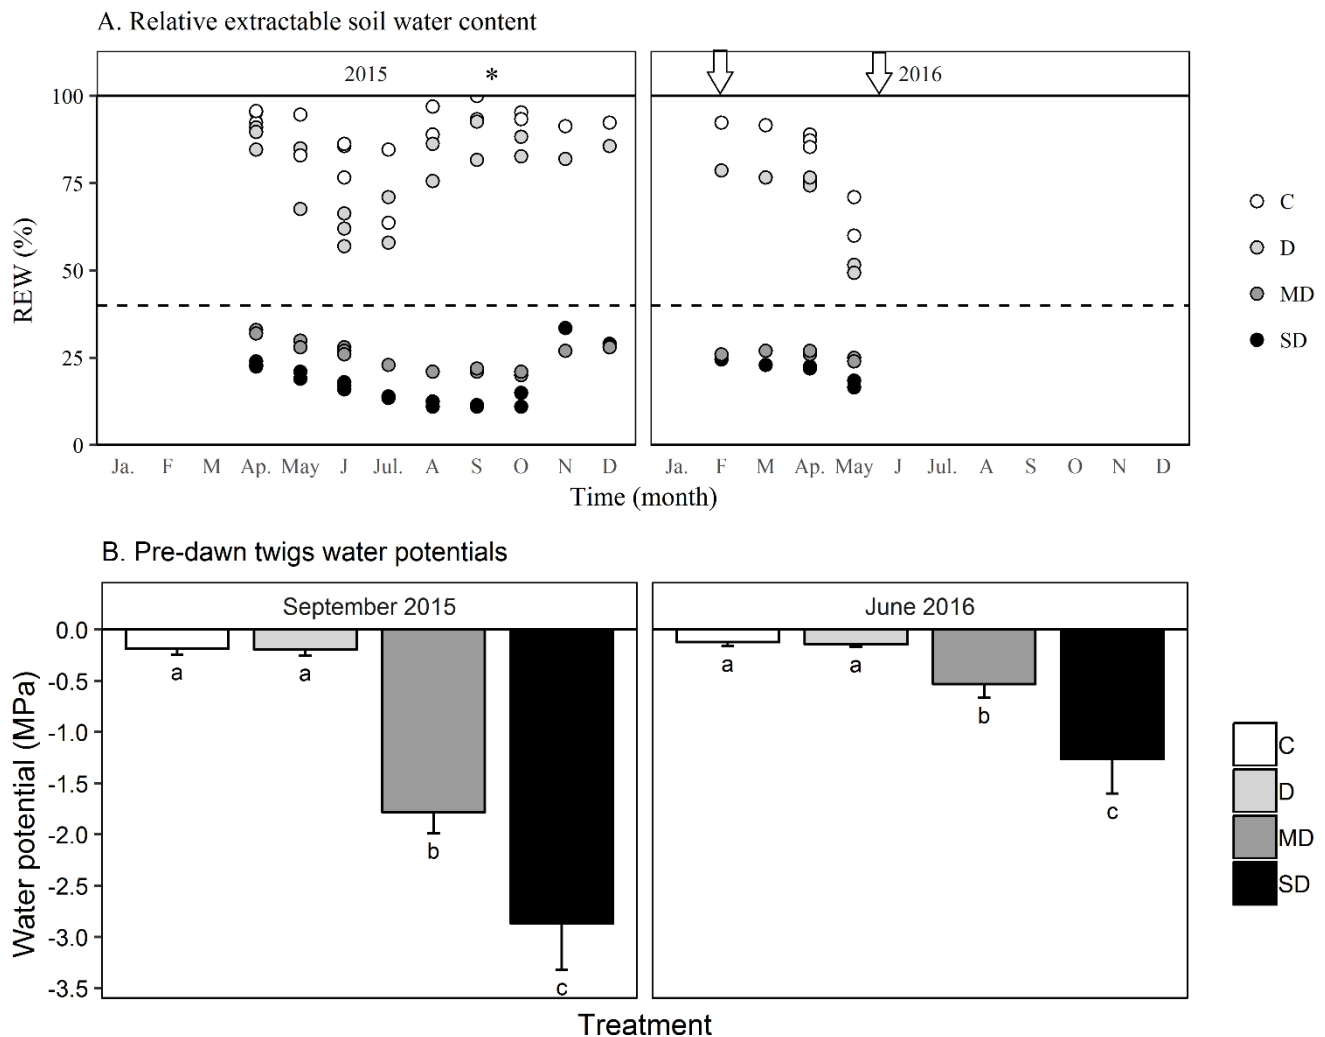 A. Relative extractable soil water content
2015 * 2016
100
75
50
25
0
REW (%)
Ja. F M Ap. May J Jul. A S O N D Ja. F M Ap. May J Jul. A S O N D
Time (month)
C
D
MD
SD
B. Pre-dawn twigs water potentials
September 2015 June 2016
0.0
-0.5
-1.0
-1.5
-2.0
-2.5
-3.0
-3.5
Water potential (MPa)
a a b c a a b c
Treatment
C
D
MD
SD